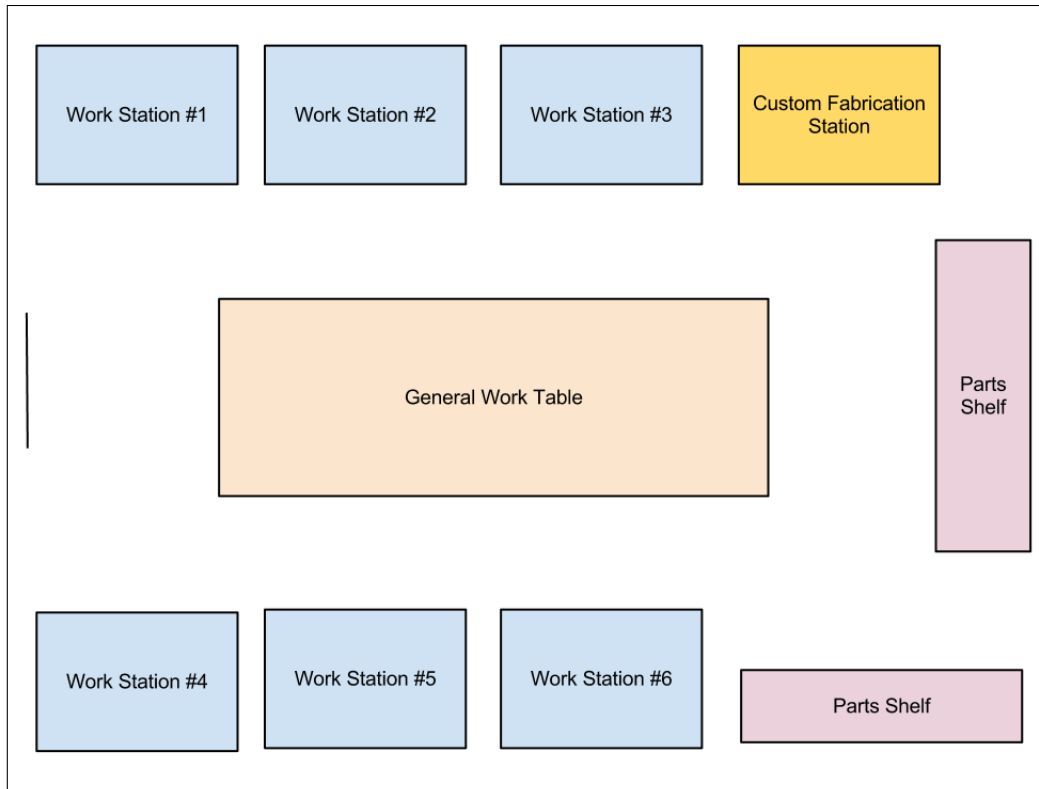 Work Station #1
Work Station #2
Work Station #3
Custom Fabrication
Station
General Work Table
Parts
Shelf
Work Station #4
Work Station #5
Work Station #6
Parts Shelf